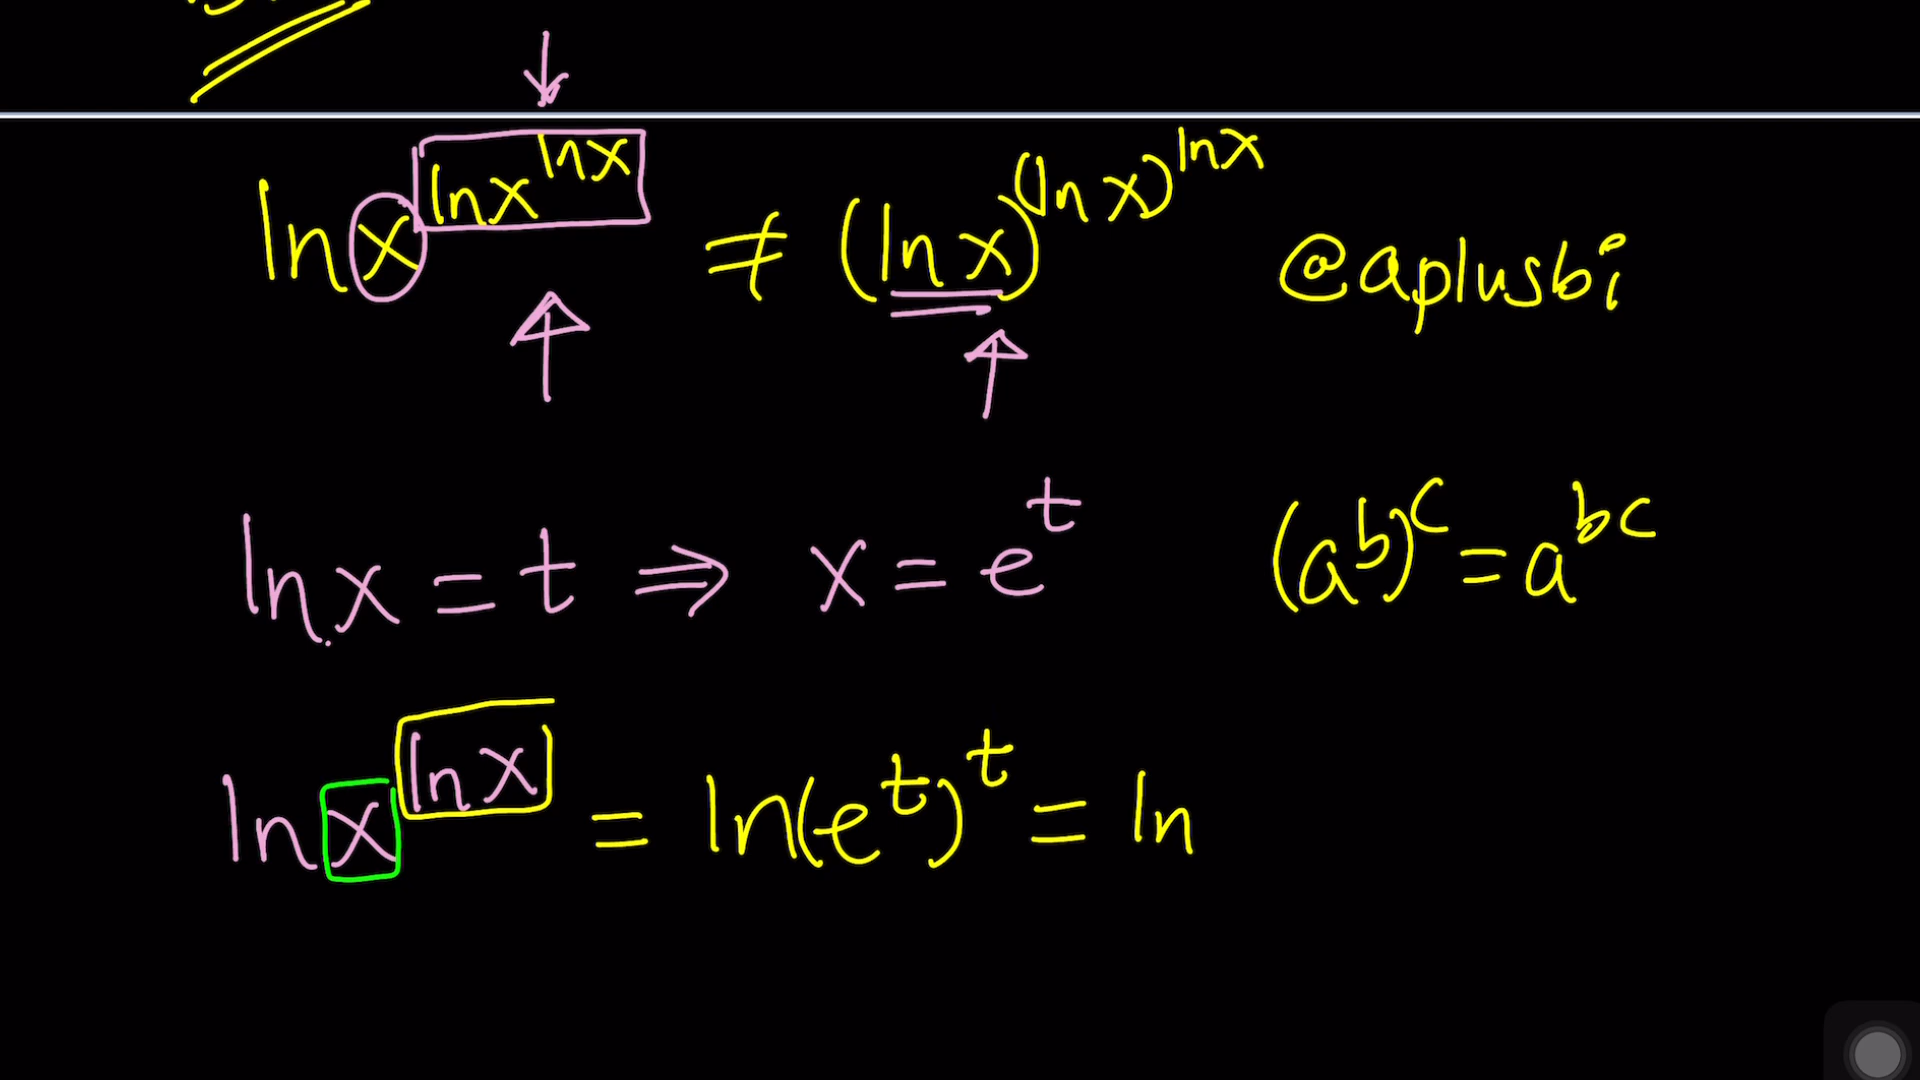 ln x^(ln x^(ln x)) ≠ (ln x)^((ln x)^(ln x)) @aplusbi
ln x = t ⇒ x = e^t (a^b)^c = a^(bc)
ln x^(ln x) = ln(e^t)^t = ln